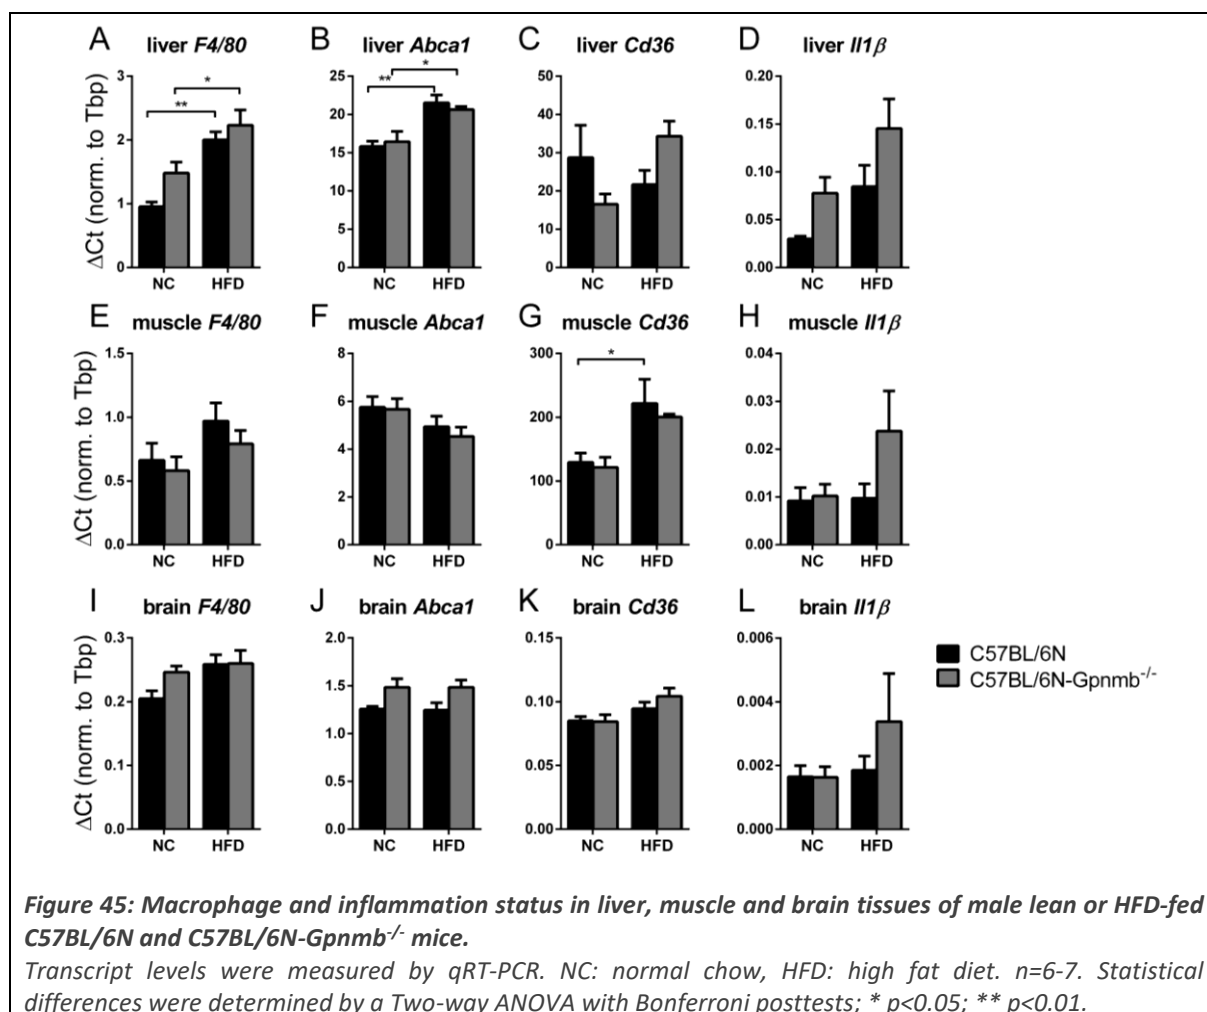 A liver F4/80
B liver Abca1
C liver Cd36
D liver Il1β
ΔCt (norm. to Tbp)
3
2
1
0
**
*
NC HFD
25
20
15
10
5
0
**
*
NC HFD
50
40
30
20
10
0
NC HFD
0.20
0.15
0.10
0.05
0.00
NC HFD
E muscle F4/80
F muscle Abca1
G muscle Cd36
H muscle Il1β
ΔCt (norm. to Tbp)
1.5
1.0
0.5
0.0
NC HFD
8
6
4
2
0
NC HFD
300
200
100
0
*
NC HFD
0.04
0.03
0.02
0.01
0.00
NC HFD
I brain F4/80
J brain Abca1
K brain Cd36
L brain Il1β
ΔCt (norm. to Tbp)
0.3
0.2
0.1
0.0
NC HFD
2.0
1.5
1.0
0.5
0.0
NC HFD
0.15
0.10
0.05
0.00
NC HFD
0.006
0.004
0.002
0.000
NC HFD
C57BL/6N
C57BL/6N-Gpnmb-/-
Figure 45: Macrophage and inflammation status in liver, muscle and brain tissues of male lean or HFD-fed
C57BL/6N and C57BL/6N-Gpnmb-/- mice.
Transcript levels were measured by qRT-PCR. NC: normal chow, HFD: high fat diet. n=6-7. Statistical
differences were determined by a Two-way ANOVA with Bonferroni posttests; * p<0.05; ** p<0.01.